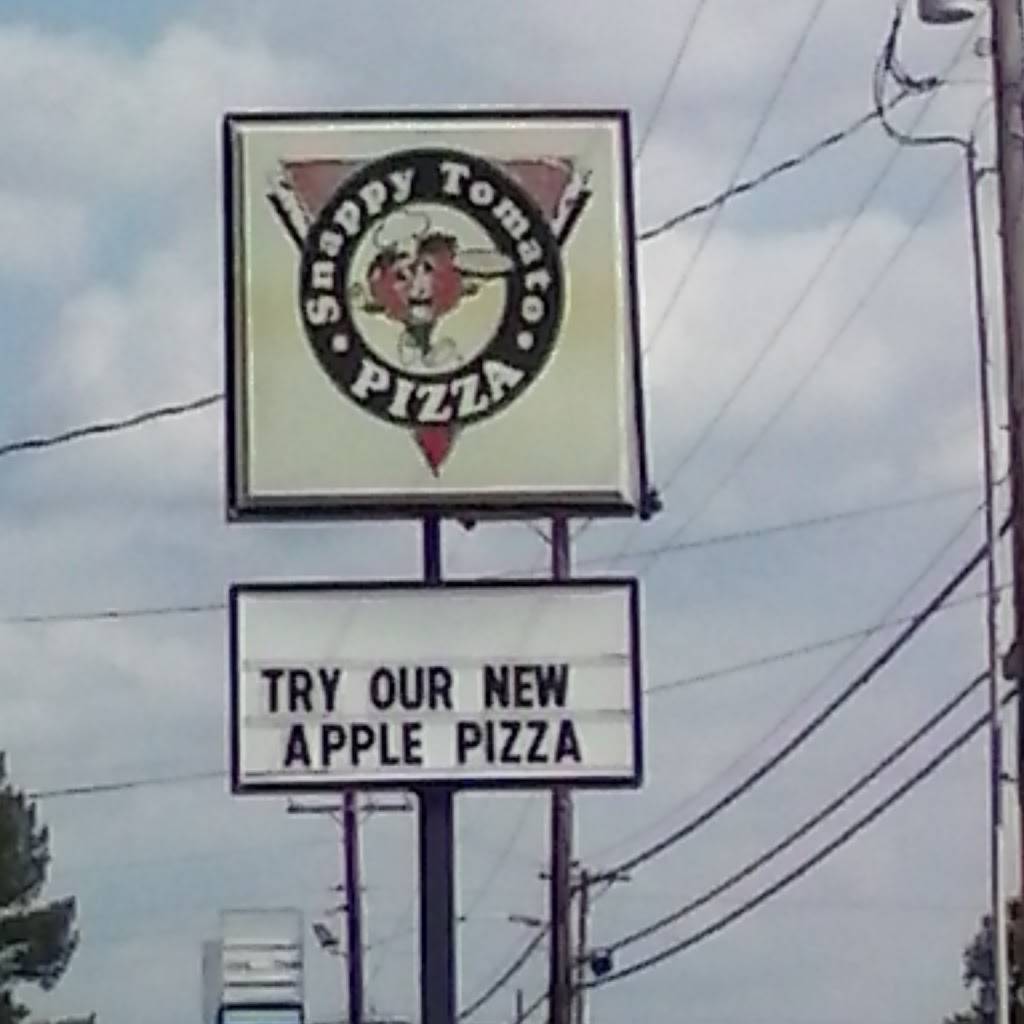 Snappy Tomato
PIZZA
TRY OUR NEW
APPLE PIZZA